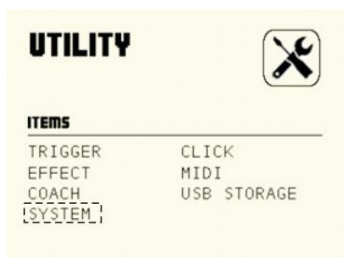 UTILITY
ITEMS
TRIGGER CLICK
EFFECT MIDI
COACH USB STORAGE
SYSTEM